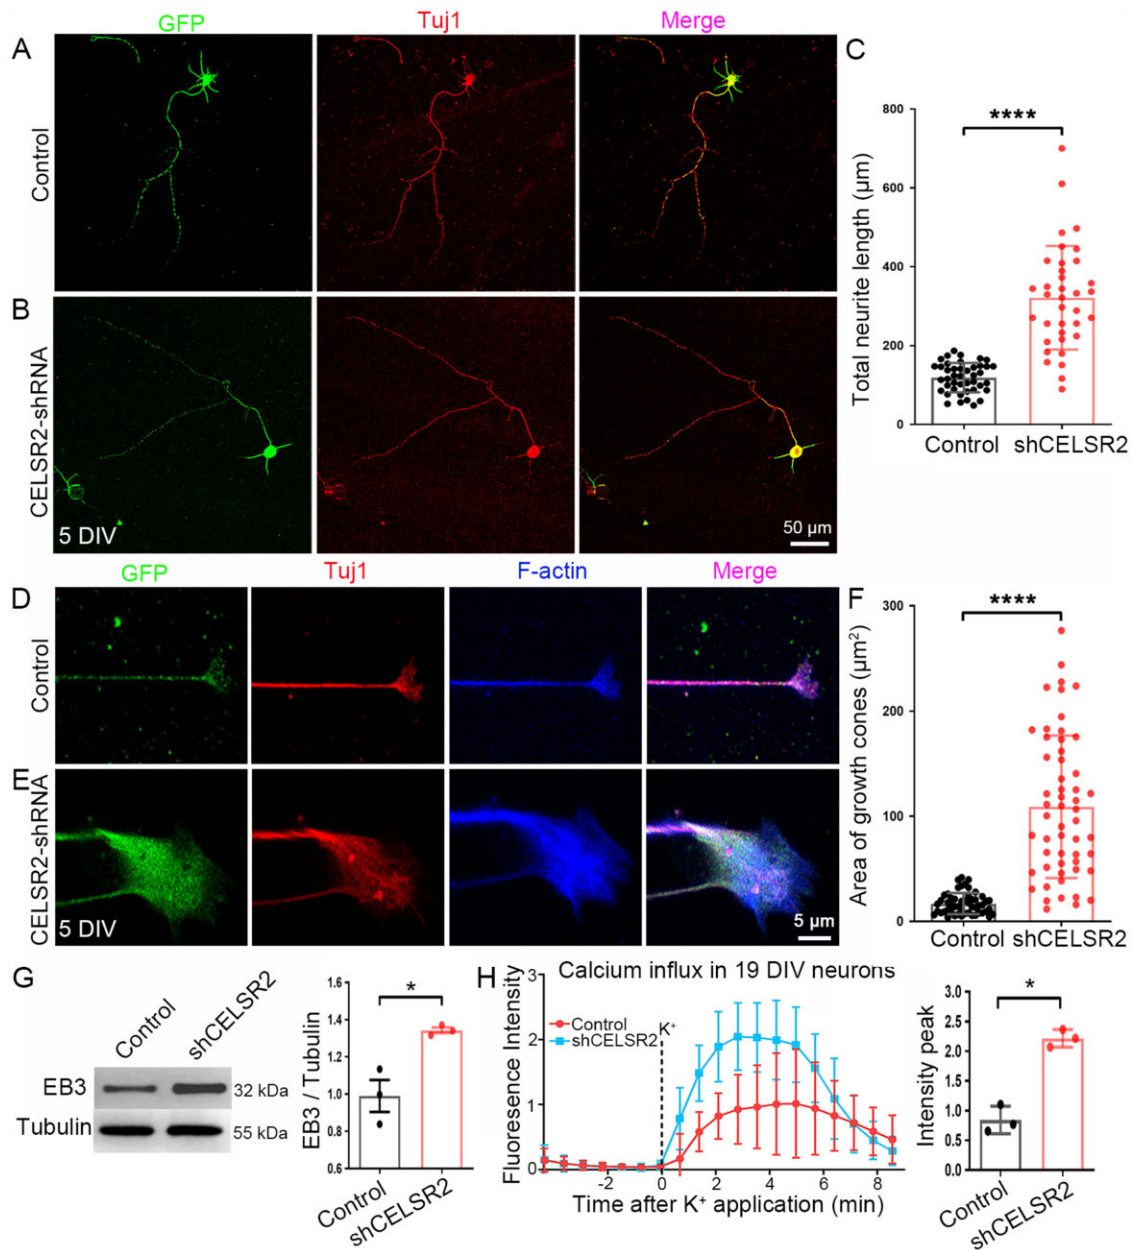 GFP
Tuj1
Merge
A
Control
B
CELSR2-shRNA
5 DIV
50 µm
C
800
600
400
200
0
Total neurite length (µm)
****
Control
shCELSR2
GFP
Tuj1
F-actin
Merge
D
Control
E
CELSR2-shRNA
5 DIV
5 µm
F
300
200
100
0
Area of growth cones (µm²)
****
Control
shCELSR2
G
Control
shCELSR2
EB3
32 kDa
Tubulin
55 kDa
1.6
1.4
1.2
1.0
0.8
0.6
EB3 / Tubulin
*
Control
shCELSR2
H
Calcium influx in 19 DIV neurons
Fluorescence Intensity
3
2
1
0
Control
shCELSR2
K⁺
-2
0
2
4
6
8
Time after K⁺ application (min)
Intensity peak
3.0
2.5
2.0
1.5
1.0
0.5
0.0
*
Control
shCELSR2